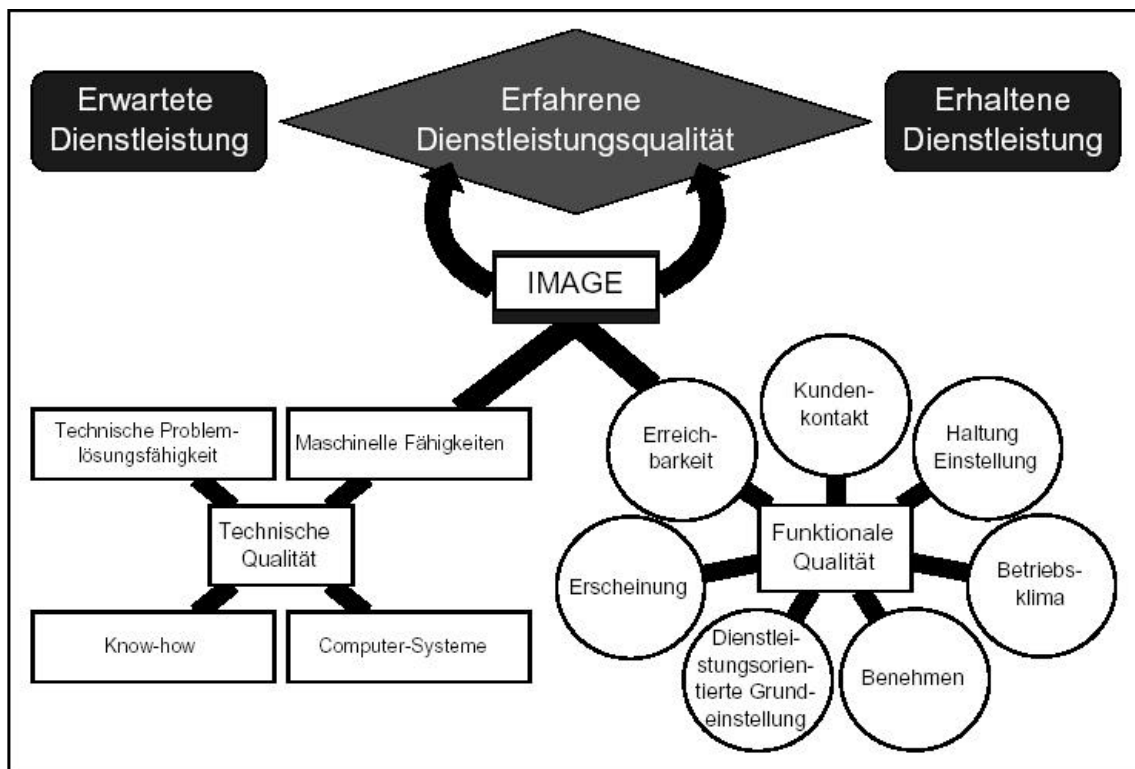 Erwartete
Dienstleistung
Erfahrene
Dienstleistungsqualität
Erhaltene
Dienstleistung
IMAGE
Technische Problem-
lösungsfähigkeit
Maschinelle Fähigkeiten
Technische
Qualität
Know-how
Computer-Systeme
Erreich-
barkeit
Kunden-
kontakt
Haltung
Einstellung
Funktionale
Qualität
Erscheinung
Betriebs-
klima
Dienstlei-
stungsorien-
tierte Grund-
einstellung
Benehmen